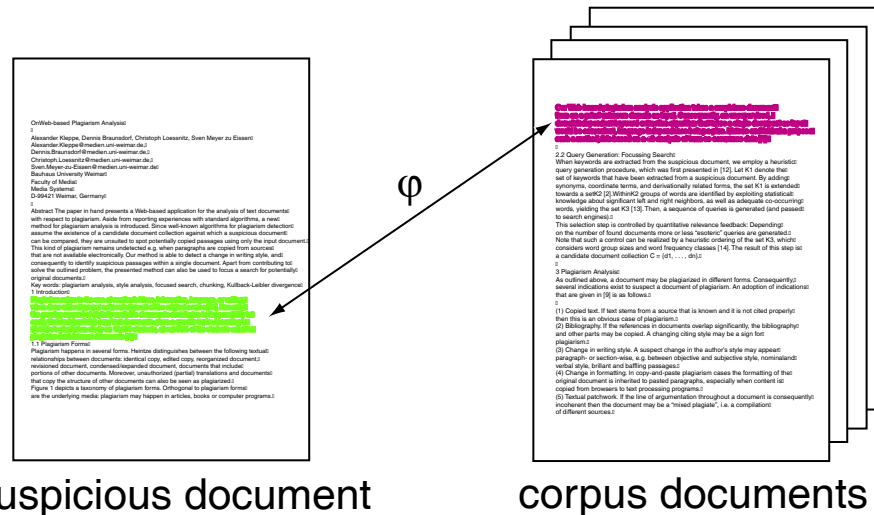 OnWeb-based Plagiarism Analysis
Alexander Kleppe, Dennis Braunsdorf, Christoph Loessnitz, Sven Meyer zu Eissen
Alexander.Kleppe@medien.uni-weimar.de,
Dennis.Braunsdorf@medien.uni-weimar.de,
Christoph.Loessnitz@medien.uni-weimar.de,
Sven.Meyer-zu-Eissen@medien.uni-weimar.de
Bauhaus University Weimar
Faculty of Media
Media Systems
D-99421 Weimar, Germany
Abstract The paper in hand presents a Web-based application for the analysis of text documents
with respect to plagiarism. Aside from reporting experiences with standard algorithms, a new
method for plagiarism analysis is introduced. Since well-known algorithms for plagiarism detection
assume the existence of a candidate document collection against which a suspicious document
can be compared, they are unsuited to spot potentially copied passages using only the input document.
This kind of plagiarism remains undetected e.g. when paragraphs are copied from sources
that are not available electronically. Our method is able to detect a change in writing style, and
consequently to identify suspicious passages within a single document. Apart from contributing to
solve the outlined problem, the presented method can also be used to focus a search for potentially
original documents.
Key words: plagiarism analysis, style analysis, focused search, chunking, Kullback-Leibler divergence
1 Introduction
1.1 Plagiarism Forms
Plagiarism happens in several forms. Heintze distinguishes between the following textual
relationships between documents: identical copy, edited copy, reorganized document,
revisioned document, condensed/expanded document, documents that include
portions of other documents. Moreover, unauthorized (partial) translations and documents
that copy the structure of other documents can also be seen as plagiarized.
Figure 1 depicts a taxonomy of plagiarism forms. Orthogonal to plagiarism forms
are the underlying media: plagiarism may happen in articles, books or computer programs.
uspicious document
φ
2.2 Query Generation: Focussing Search
When keywords are extracted from the suspicious document, we employ a heuristic
query generation procedure, which was first presented in [12]. Let K1 denote the
set of keywords that have been extracted from a suspicious document. By adding
synonyms, coordinate terms, and derivationally related forms, the set K1 is extended
towards a setK2 [2].WithinK2 groups of words are identified by exploiting statistical
knowledge about significant left and right neighbors, as well as adequate co-occurring
words, yielding the set K3 [13]. Then, a sequence of queries is generated (and passed
to search engines).
This selection step is controlled by quantitative relevance feedback: Depending
on the number of found documents more or less "esoteric" queries are generated.
Note that such a control can be realized by a heuristic ordering of the set K3, which
considers word group sizes and word frequency classes [14]. The result of this step is
a candidate document collection C = {d1, . . . , dn}.
3 Plagiarism Analysis
As outlined above, a document may be plagiarized in different forms. Consequently,
several indications exist to suspect a document of plagiarism. An adoption of indications
that are given in [9] is as follows.
(1) Copied text. If text stems from a source that is known and it is not cited properly
then this is an obvious case of plagiarism.
(2) Bibliography. If the references in documents overlap significantly, the bibliography
and other parts may be copied. A changing citing style may be a sign for
plagiarism.
(3) Change in writing style. A suspect change in the author's style may appear
paragraph- or section-wise, e.g. between objective and subjective style, nominaland
verbal style, brillant and baffling passages.
(4) Change in formatting. In copy-and-paste plagiarism cases the formatting of the
original document is inherited to pasted paragraphs, especially when content is
copied from browsers to text processing programs.
(5) Textual patchwork. If the line of argumentation throughout a document is consequently
incoherent then the document may be a "mixed plagiate", i.e. a compilation
of different sources.
corpus documents